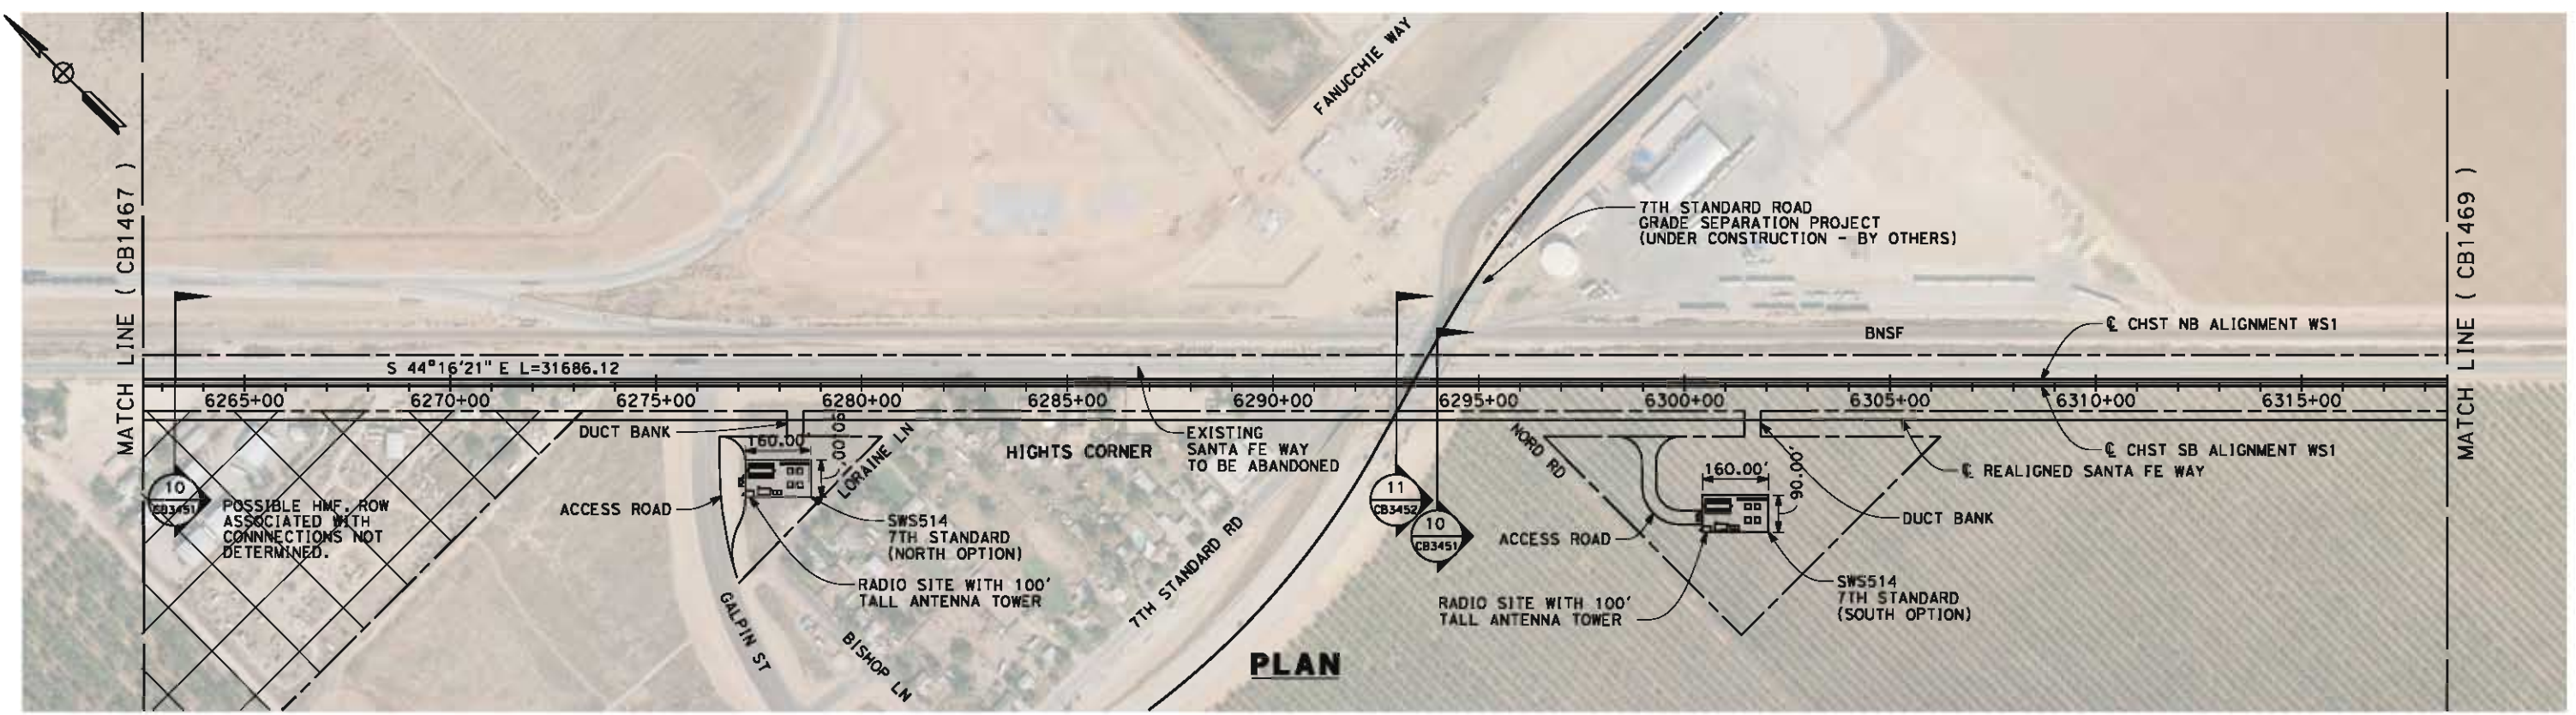 MATCH LINE ( CB1467 )
FANUCCHIE WAY
7TH STANDARD ROAD
GRADE SEPARATION PROJECT
(UNDER CONSTRUCTION - BY OTHERS)
MATCH LINE ( CB1469 )
BNSF
℄ CHST NB ALIGNMENT WS1
S 44°16'21" E L=31686.12
6265+00
6270+00
6275+00
6280+00
6285+00
6290+00
6295+00
6300+00
6305+00
6310+00
6315+00
DUCT BANK
160.00'
90.00'
LORAINE LN
HIGHTS CORNER
EXISTING
SANTA FE WAY
TO BE ABANDONED
NORD RD
℄ CHST SB ALIGNMENT WS1
℄ REALIGNED SANTA FE WAY
160.00'
90.00'
10
CB3451
POSSIBLE HMF, ROW
ASSOCIATED WITH
CONNNECTIONS NOT
DETERMINED.
ACCESS ROAD
SWS514
7TH STANDARD
(NORTH OPTION)
RADIO SITE WITH 100'
TALL ANTENNA TOWER
GALPIN ST
BISHOP LN
7TH STANDARD RD
11
CB3452
10
CB3451
ACCESS ROAD
DUCT BANK
RADIO SITE WITH 100'
TALL ANTENNA TOWER
SWS514
7TH STANDARD
(SOUTH OPTION)
PLAN